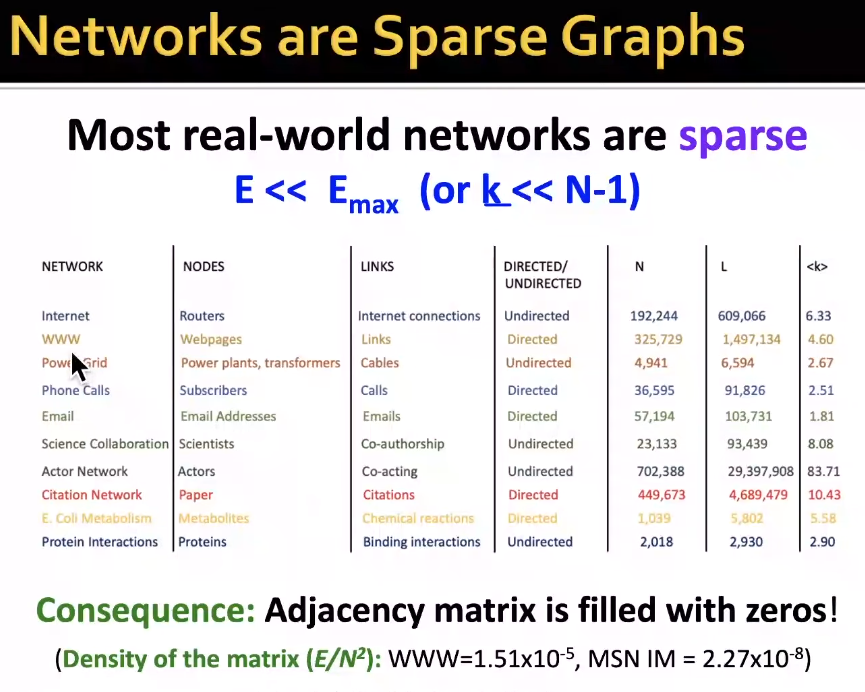 Networks are Sparse Graphs
Most real-world networks are sparse
E << Emax (or k << N-1)
NETWORK NODES LINKS DIRECTED/UNDIRECTED N L <k>
Internet Routers Internet connections Undirected 192,244 609,066 6.33
WWW Webpages Links Directed 325,729 1,497,134 4.60
Power Grid Power plants, transformers Cables Undirected 4,941 6,594 2.67
Phone Calls Subscribers Calls Directed 36,595 91,826 2.51
Email Email Addresses Emails Directed 57,194 103,731 1.81
Science Collaboration Scientists Co-authorship Undirected 23,133 93,439 8.08
Actor Network Actors Co-acting Undirected 702,388 29,397,908 83.71
Citation Network Paper Citations Directed 449,673 4,689,479 10.43
E. Coli Metabolism Metabolites Chemical reactions Directed 1,039 5,802 5.58
Protein Interactions Proteins Binding interactions Undirected 2,018 2,930 2.90
Consequence: Adjacency matrix is filled with zeros!
(Density of the matrix (E/N²): WWW=1.51x10⁻⁵, MSN IM = 2.27x10⁻⁸)